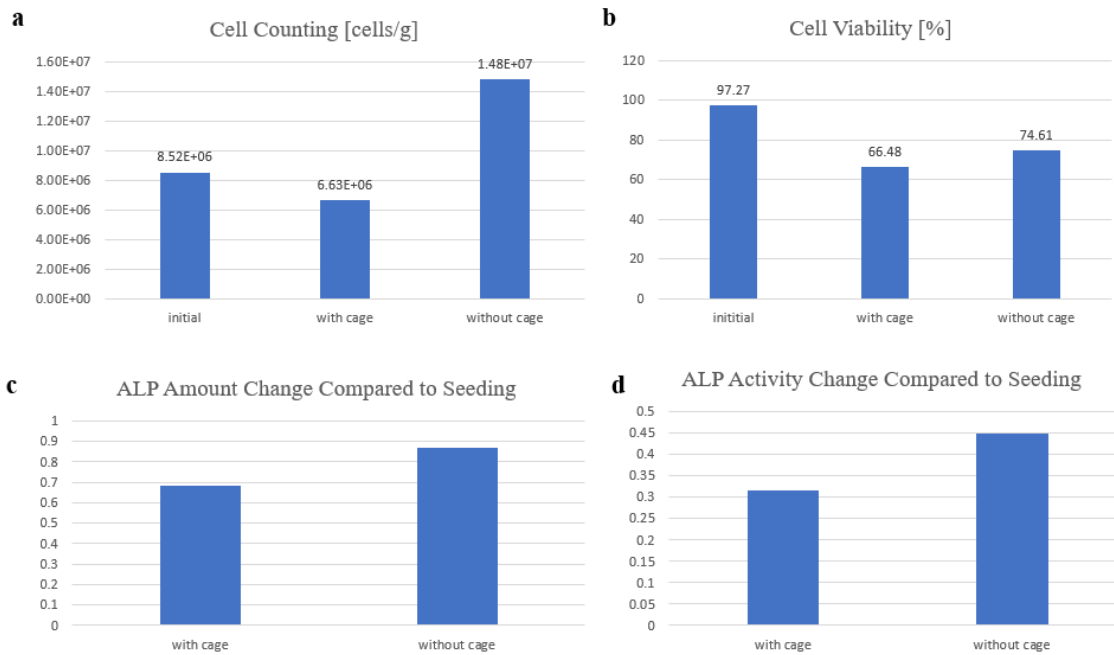 a
Cell Counting [cells/g]
1.60E+07
1.40E+07
1.20E+07
1.00E+07
8.00E+06
6.00E+06
4.00E+06
2.00E+06
0.00E+00
8.52E+06
6.63E+06
1.48E+07
initial
with cage
without cage
b
Cell Viability [%]
120
100
80
60
40
20
0
97.27
66.48
74.61
inititial
with cage
without cage
c
ALP Amount Change Compared to Seeding
1
0.9
0.8
0.7
0.6
0.5
0.4
0.3
0.2
0.1
0
with cage
without cage
d
ALP Activity Change Compared to Seeding
0.5
0.45
0.4
0.35
0.3
0.25
0.2
0.15
0.1
0.05
0
with cage
without cage